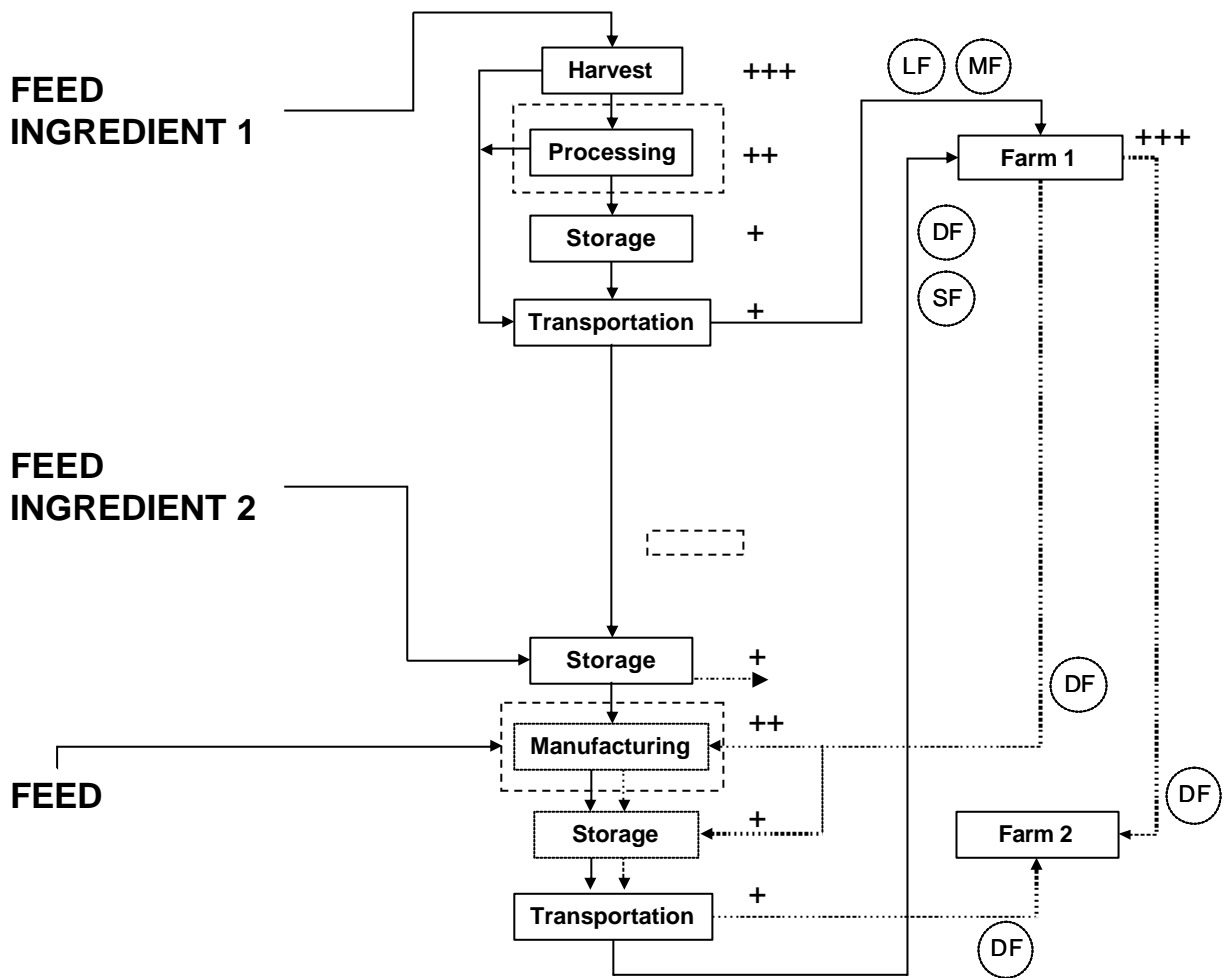 Harvest
+++
LF
MF
FEED
INGREDIENT 1
Processing
++
Farm 1
+++
Storage
+
DF
SF
Transportation
+
FEED
INGREDIENT 2
Storage
+
DF
Manufacturing
++
FEED
Storage
+
DF
Farm 2
Transportation
+
DF